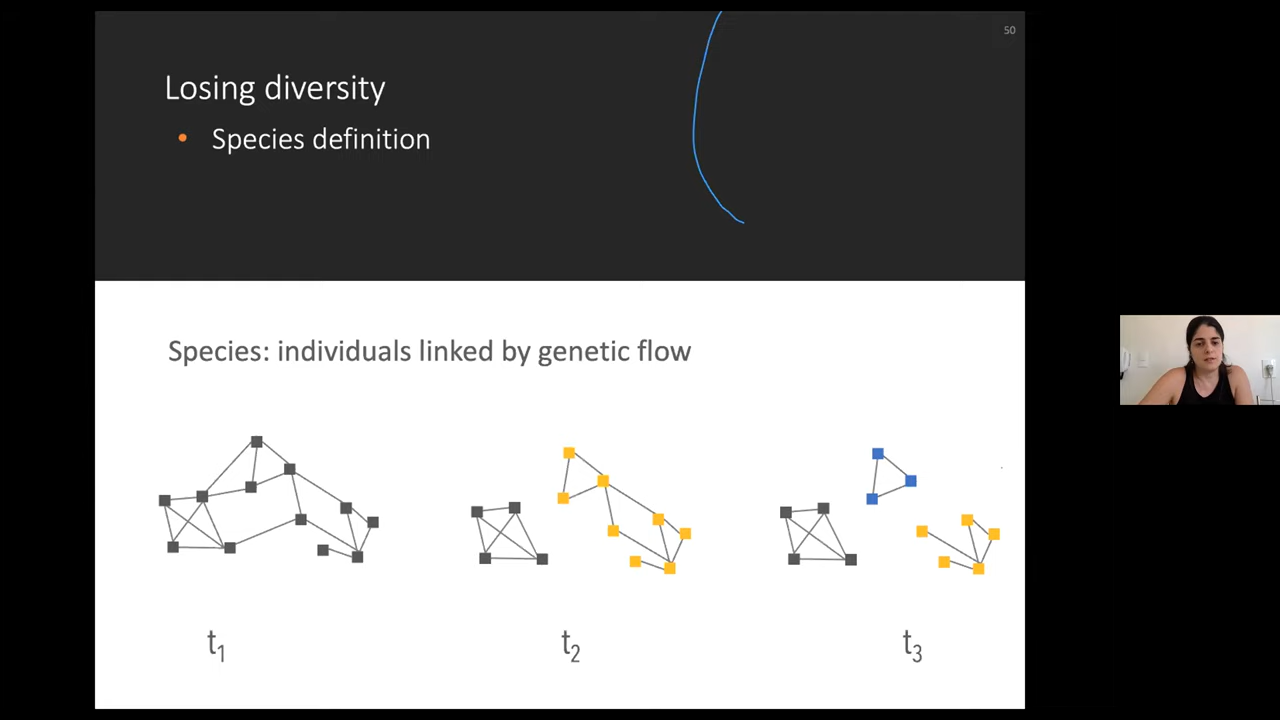 50
Losing diversity
• Species definition
Species: individuals linked by genetic flow
t₁ t₂ t₃